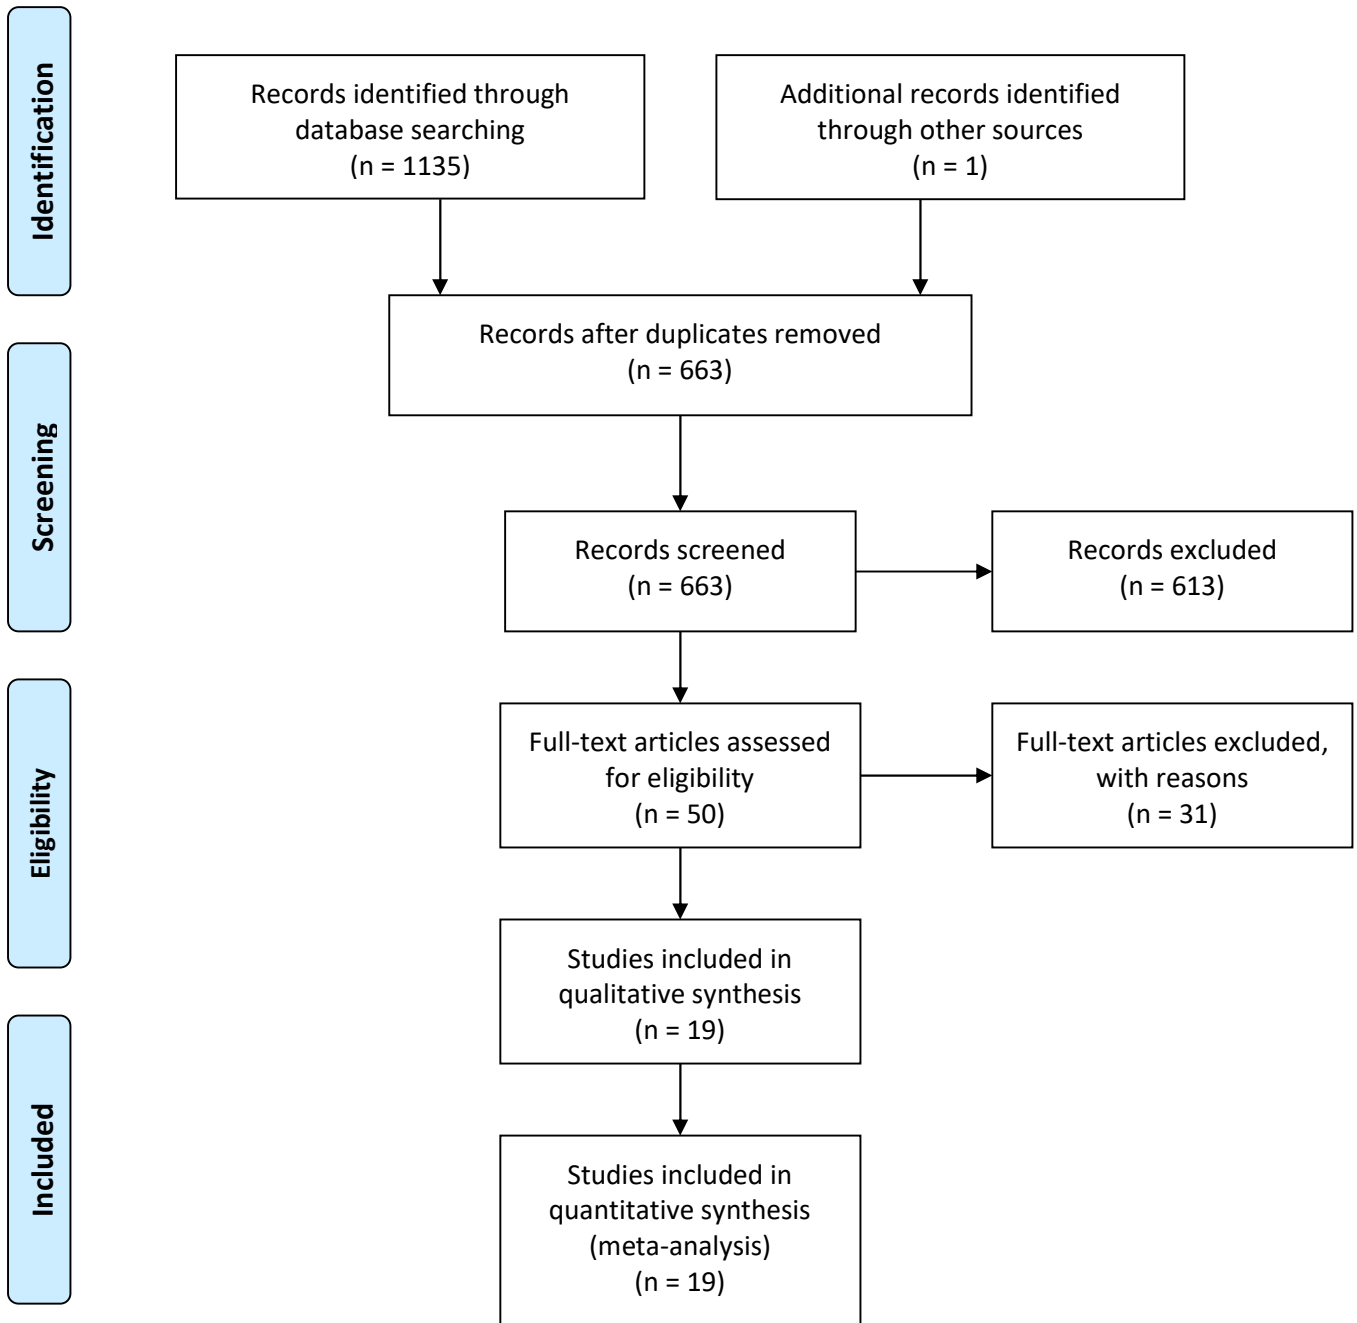 Identification
Records identified through
database searching
(n = 1135)
Additional records identified
through other sources
(n = 1)
Records after duplicates removed
(n = 663)
Screening
Records screened
(n = 663)
Records excluded
(n = 613)
Eligibility
Full-text articles assessed
for eligibility
(n = 50)
Full-text articles excluded,
with reasons
(n = 31)
Studies included in
qualitative synthesis
(n = 19)
Included
Studies included in
quantitative synthesis
(meta-analysis)
(n = 19)